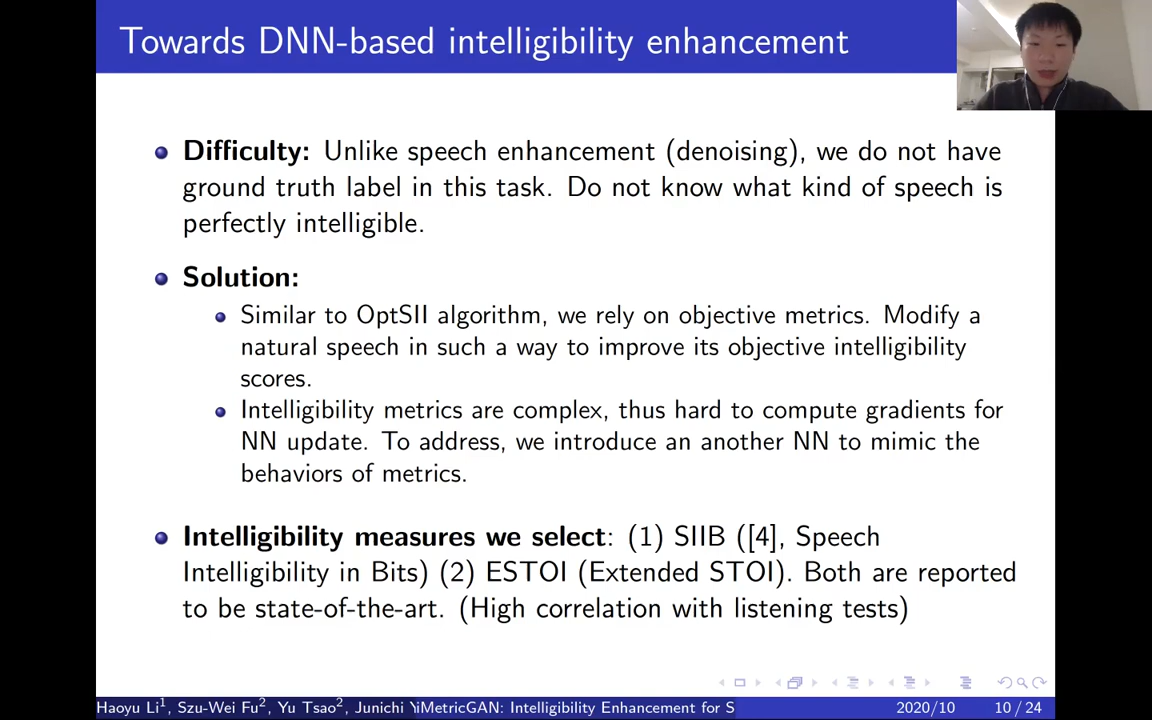 Towards DNN-based intelligibility enhancement
Difficulty: Unlike speech enhancement (denoising), we do not have
ground truth label in this task. Do not know what kind of speech is
perfectly intelligible.
Solution:
Similar to OptSII algorithm, we rely on objective metrics. Modify a
natural speech in such a way to improve its objective intelligibility
scores.
Intelligibility metrics are complex, thus hard to compute gradients for
NN update. To address, we introduce an another NN to mimic the
behaviors of metrics.
Intelligibility measures we select: (1) SIIB ([4], Speech
Intelligibility in Bits) (2) ESTOI (Extended STOI). Both are reported
to be state-of-the-art. (High correlation with listening tests)
Haoyu Li1, Szu-Wei Fu2, Yu Tsao2, Junichi YiMetricGAN: Intelligibility Enhancement for S 2020/10 10 / 24